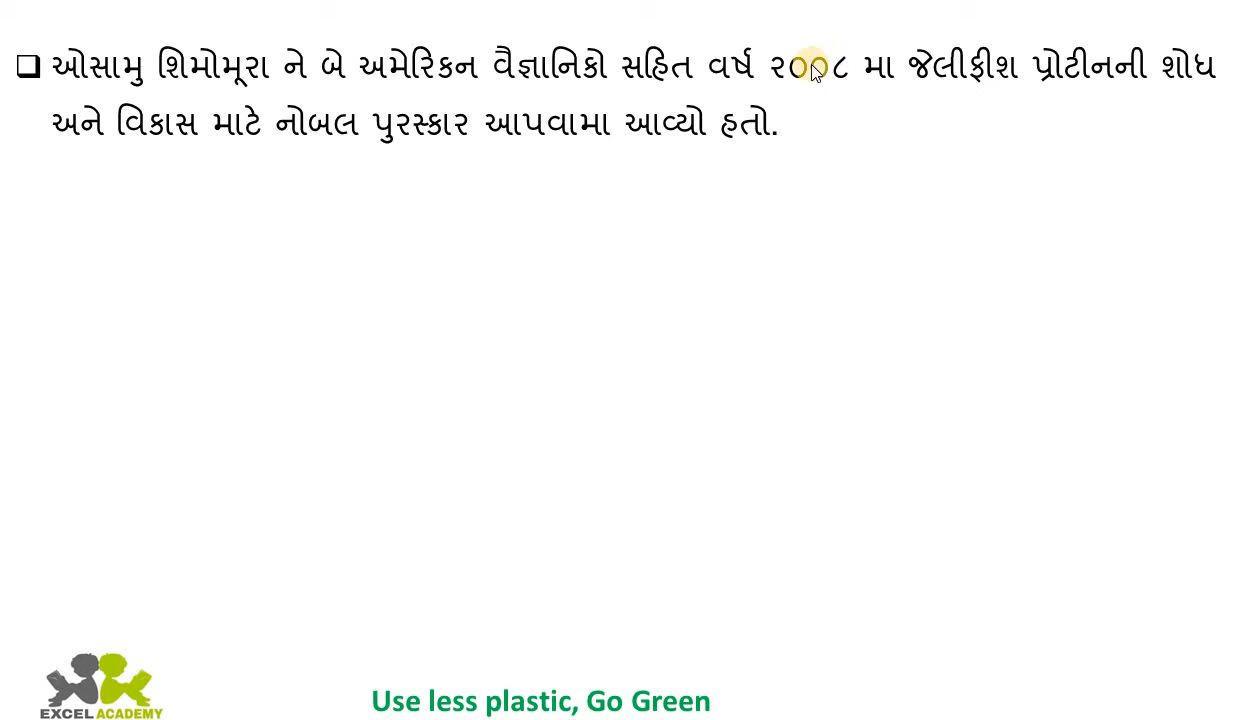 ❑ ઓસામુ શિમોમૂરા ને બે અમેરિકન વૈજ્ઞાનિકો સહિત વર્ષ ૨૦૦૮ મા જેલીફીશ પ્રોટીનની શોધ
અને વિકાસ માટે નોબલ પુરસ્કાર આપવામા આવ્યો હતો.
EXCEL ACADEMY
Use less plastic, Go Green